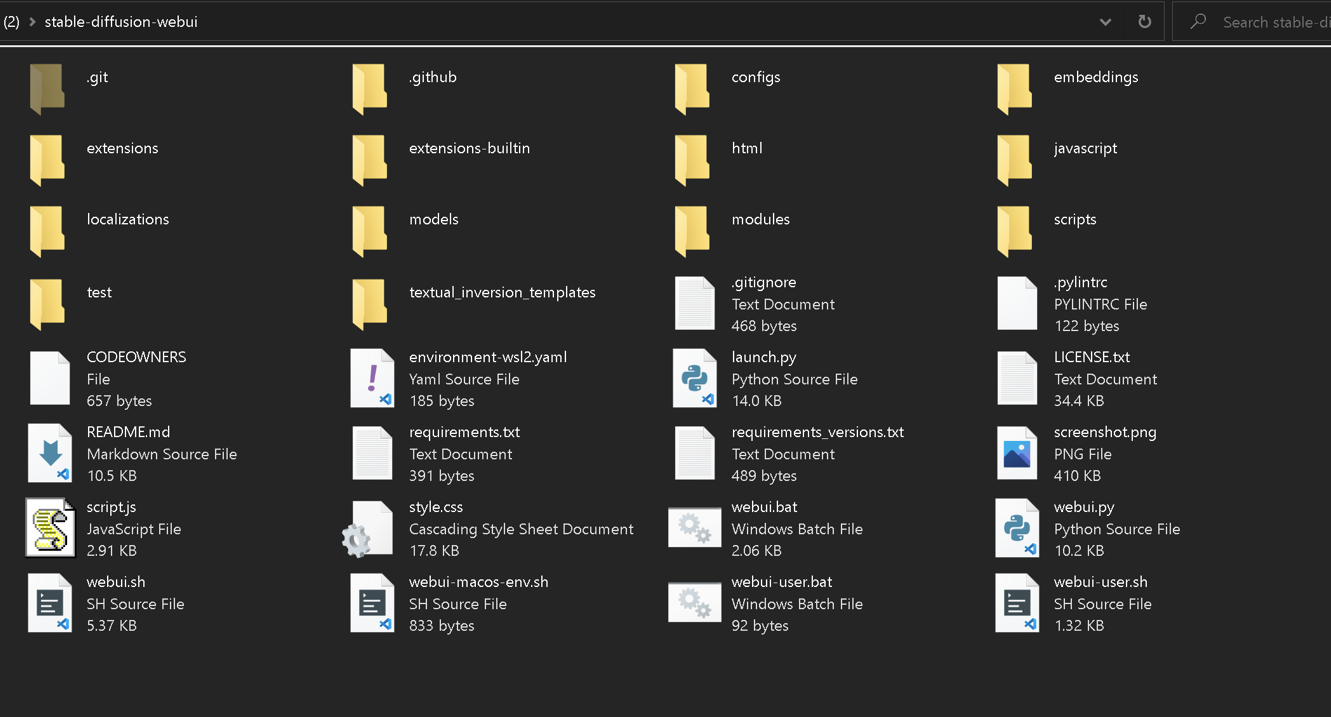 (2) > stable-diffusion-webui
Search stable-di
.git
.github
configs
embeddings
extensions
extensions-builtin
html
javascript
localizations
models
modules
scripts
test
textual_inversion_templates
.gitignore
Text Document
468 bytes
.pylintrc
PYLINTRC File
122 bytes
CODEOWNERS
File
657 bytes
environment-wsl2.yaml
Yaml Source File
185 bytes
launch.py
Python Source File
14.0 KB
LICENSE.txt
Text Document
34.4 KB
README.md
Markdown Source File
10.5 KB
requirements.txt
Text Document
391 bytes
requirements_versions.txt
Text Document
489 bytes
screenshot.png
PNG File
410 KB
script.js
JavaScript File
2.91 KB
style.css
Cascading Style Sheet Document
17.8 KB
webui.bat
Windows Batch File
2.06 KB
webui.py
Python Source File
10.2 KB
webui.sh
SH Source File
5.37 KB
webui-macos-env.sh
SH Source File
833 bytes
webui-user.bat
Windows Batch File
92 bytes
webui-user.sh
SH Source File
1.32 KB